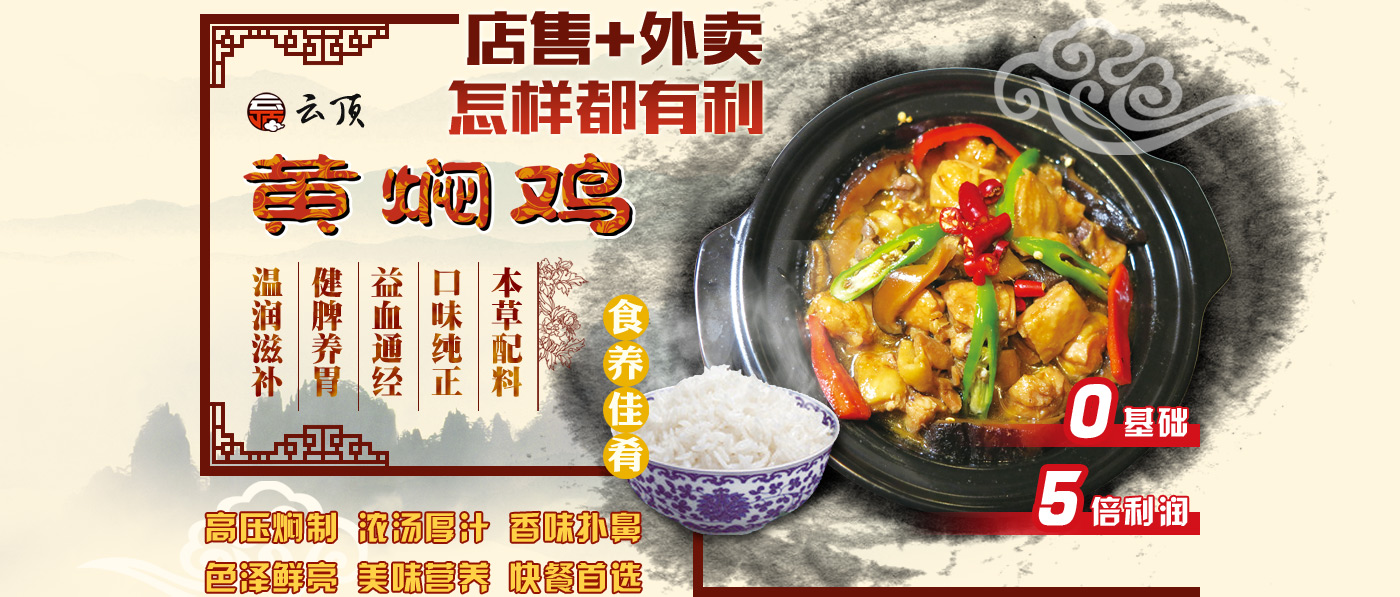 店售+外卖
怎样都有利
云顶
黄焖鸡
本草配料
口味纯正
益血通经
健脾养胃
温润滋补
食养佳肴
0基础
5倍利润
高压焖制 浓汤厚汁 香味扑鼻
色泽鲜亮 美味营养 快餐首选